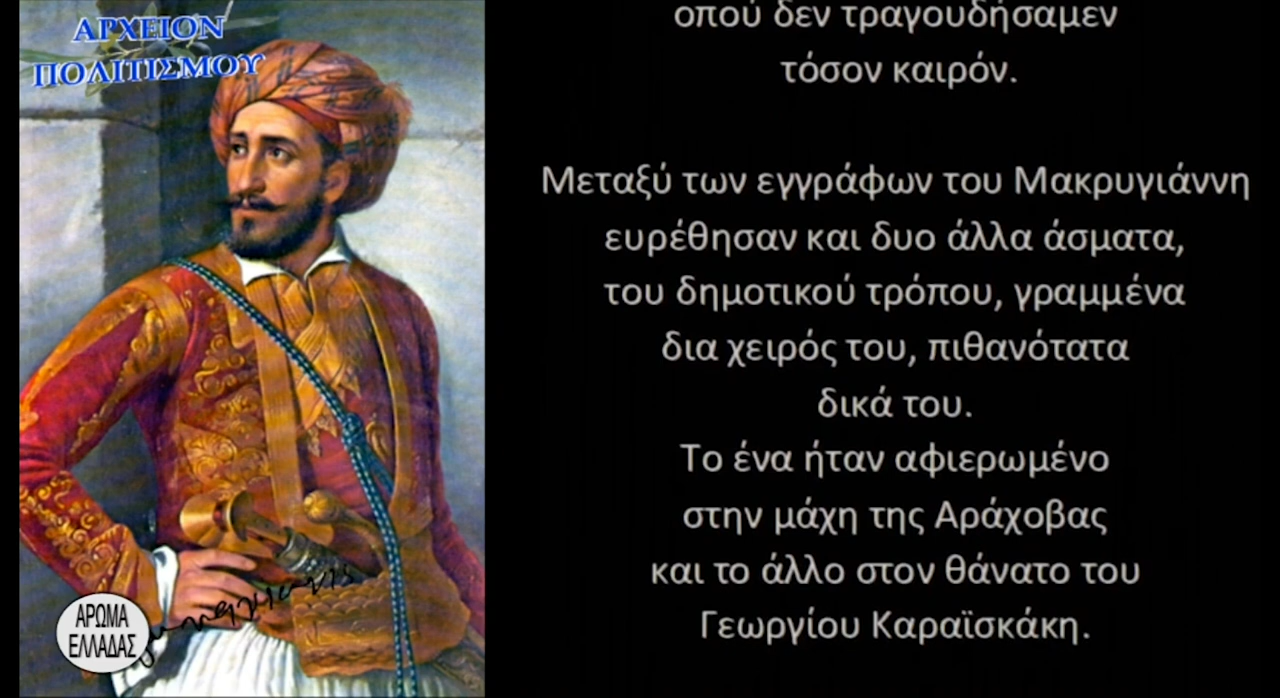 ΑΡΧΕΙΟΝ
ΠΟΛΙΤΙΣΜΟΥ
ΑΡΩΜΑ
ΕΛΛΑΔΑΣ
οπού δεν τραγουδήσαμεν
τόσον καιρόν.
Μεταξύ των εγγράφων του Μακρυγιάννη
ευρέθησαν και δυο άλλα άσματα,
του δημοτικού τρόπου, γραμμένα
δια χειρός του, πιθανότατα
δικά του.
Το ένα ήταν αφιερωμένο
στην μάχη της Αράχοβας
και το άλλο στον θάνατο του
Γεωργίου Καραϊσκάκη.